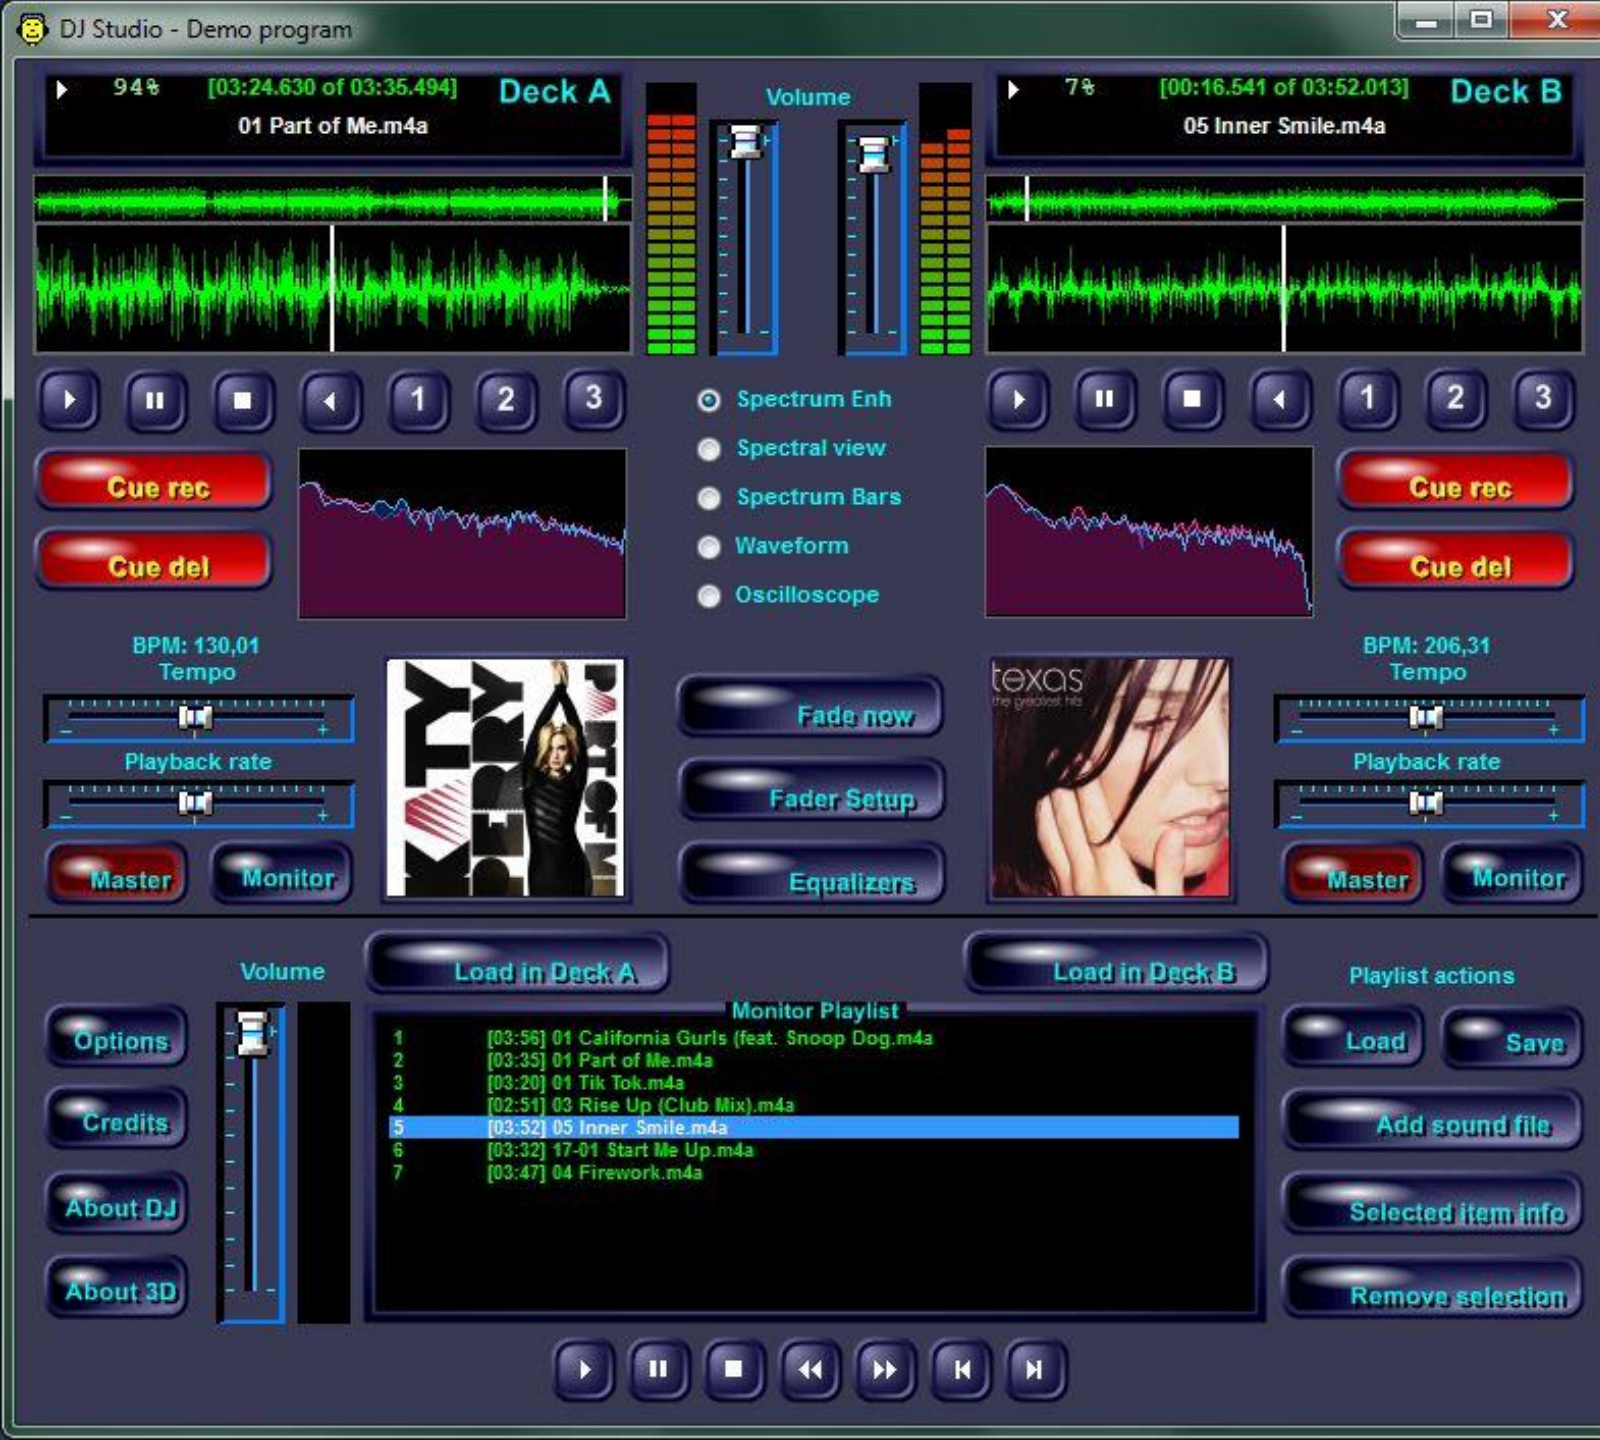 DJ Studio - Demo program
94% [03:24.630 of 03:35.494] Deck A
01 Part of Me.m4a
Volume
7% [00:16.541 of 03:52.013] Deck B
05 Inner Smile.m4a
1 2 3
Spectrum Enh
Spectral view
Spectrum Bars
Waveform
Oscilloscope
1 2 3
Cue rec
Cue del
Cue rec
Cue del
BPM: 130,01
Tempo
Playback rate
Master Monitor
KATY
PERRY
PART OF ME
Fade now
Fader Setup
Equalizers
texas
the greatest hits
BPM: 206,31
Tempo
Playback rate
Master Monitor
Volume
Load in Deck A
Load in Deck B
Playlist actions
Options
Credits
About DJ
About 3D
Monitor Playlist
1 [03:56] 01 California Gurls (feat. Snoop Dog.m4a
2 [03:35] 01 Part of Me.m4a
3 [03:20] 01 Tik Tok.m4a
4 [02:51] 03 Rise Up (Club Mix).m4a
5 [03:52] 05 Inner Smile.m4a
6 [03:32] 17-01 Start Me Up.m4a
7 [03:47] 04 Firework.m4a
Load Save
Add sound file
Selected item info
Remove selection